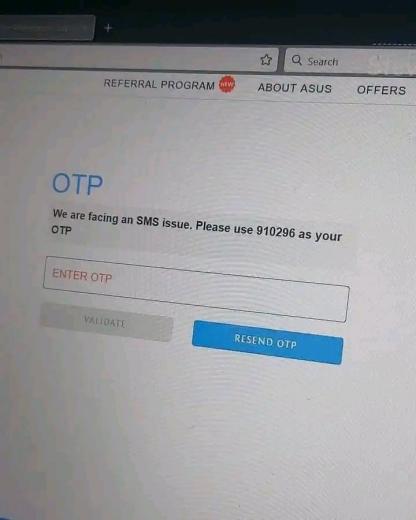 +
Search
REFERRAL PROGRAM NEW ABOUT ASUS OFFERS
OTP
We are facing an SMS issue. Please use 910296 as your
OTP
ENTER OTP
VALIDATE
RESEND OTP